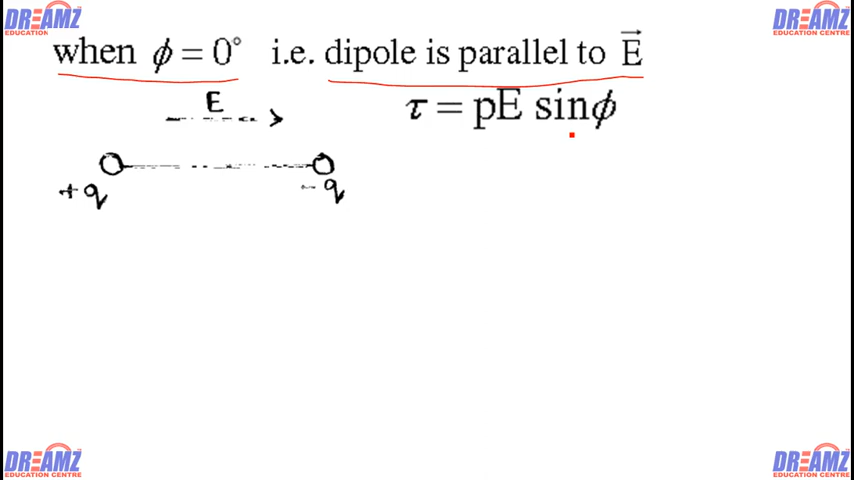 DREAMZ
EDUCATION
DREAMZ
EDUCATION CENTRE
when ϕ = 0° i.e. dipole is parallel to E⃗
E
τ = pE sinϕ
+q
-q
DREAMZ
EDUCATION CENTRE
DREAMZ
EDUCATION CENTRE